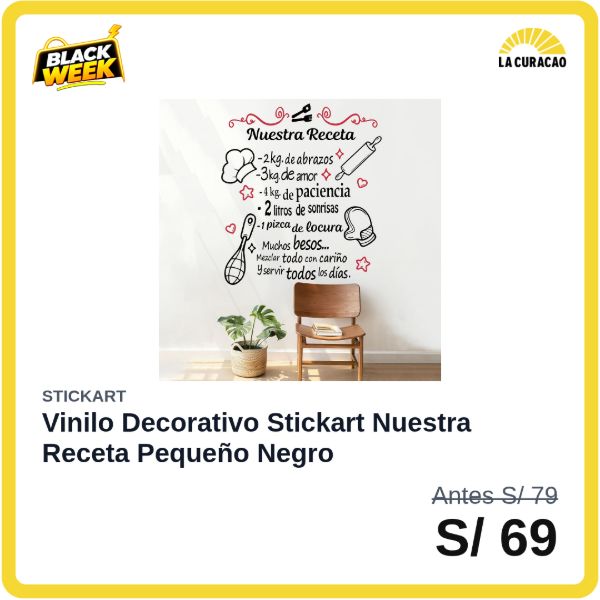 BLACK
WEEK
LA CURACAO
Nuestra Receta
-2kg. de abrazos
-3kg. de amor
-4 kg. de paciencia
- 2 litros de sonrisas
-1 pizca de locura
Muchos besos...
Mezclar todo con cariño
Y servir todos los días.
STICKART
Vinilo Decorativo Stickart Nuestra
Receta Pequeño Negro
Antes S/ 79
S/ 69